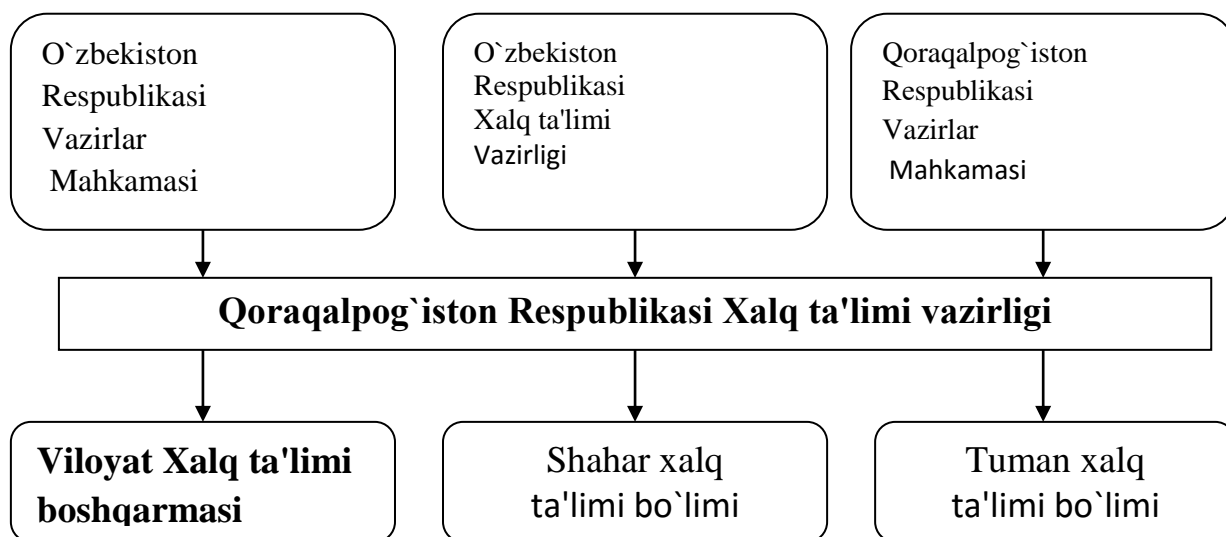 O`zbekiston
Respublikasi
Vazirlar
Mahkamasi
O`zbekiston
Respublikasi
Xalq ta'limi
Vazirligi
Qoraqalpog`iston
Respublikasi
Vazirlar
Mahkamasi
Qoraqalpog`iston Respublikasi Xalq ta'limi vazirligi
Viloyat Xalq ta'limi
boshqarmasi
Shahar xalq
ta'limi bo`limi
Tuman xalq
ta'limi bo`limi